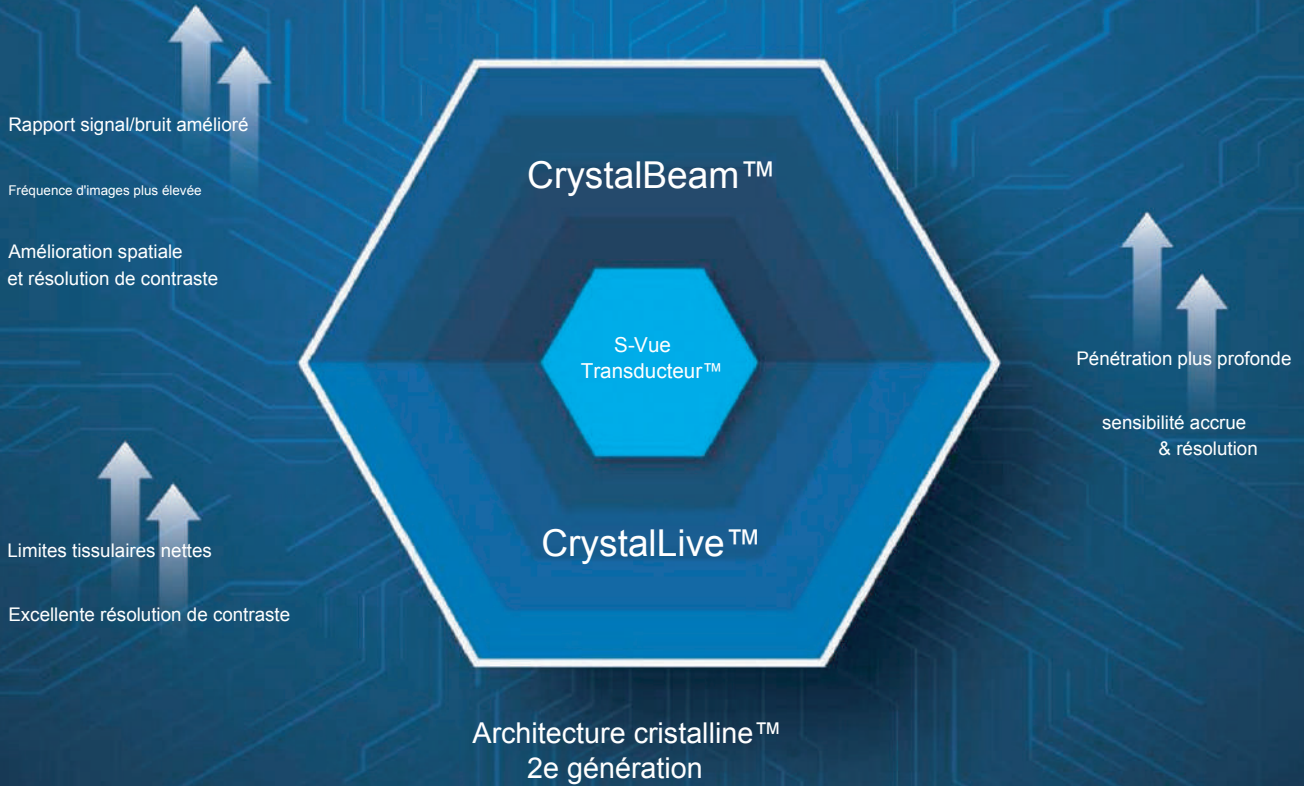 Rapport signal/bruit amélioré
Fréquence d'images plus élevée
Amélioration spatiale
et résolution de contraste
CrystalBeam™
S-Vue
Transducteur™
Pénétration plus profonde
sensibilité accrue
& résolution
Limites tissulaires nettes
Excellente résolution de contraste
CrystalLive™
Architecture cristalline™
2e génération